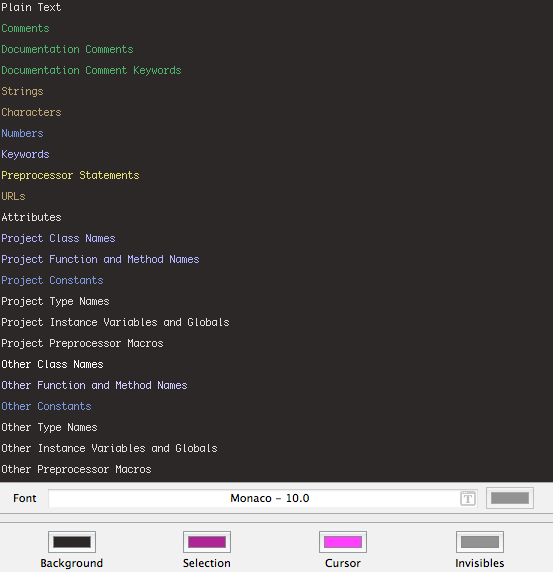 Plain Text
Comments
Documentation Comments
Documentation Comment Keywords
Strings
Characters
Numbers
Keywords
Preprocessor Statements
URLs
Attributes
Project Class Names
Project Function and Method Names
Project Constants
Project Type Names
Project Instance Variables and Globals
Project Preprocessor Macros
Other Class Names
Other Function and Method Names
Other Constants
Other Type Names
Other Instance Variables and Globals
Other Preprocessor Macros
Font Monaco - 10.0 T
Background Selection Cursor Invisibles